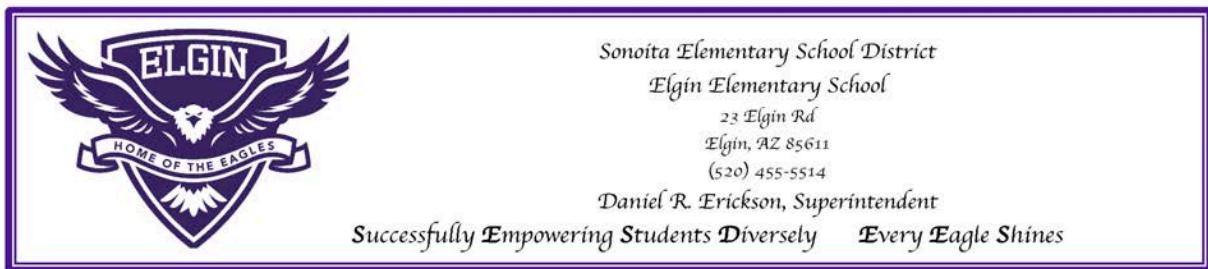 ELGIN
HOME OF THE EAGLES
Sonoita Elementary School District
Elgin Elementary School
23 Elgin Rd
Elgin, AZ 85611
(520) 455-5514
Daniel R. Erickson, Superintendent
Successfully Empowering Students Diversely Every Eagle Shines